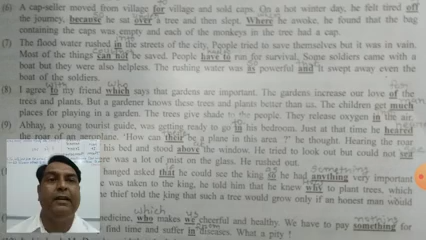 (6) A cap-seller moved from village for village and sold caps. On a hot winter day, he felt tired off
the journey, because he sat over a tree and then slept. Where he awoke, he found that the bag
containing the caps was empty and each of the monkeys in the tree had a cap.
(7) The flood water rushed in the streets of the city. People tried to save themselves but it was in vain.
Most of the things can not be saved. People have to run for survival. Some soldiers came with a
boat but they were also helpless. The rushing water was as powerful and it swept away even the
boat of the soldiers.
(8) I agree to my friend which says that gardens are important. The gardens increase our love of the
trees and plants. But a gardener knows these trees and plants better than us. The children get much
places for playing in a garden. The trees give shade to the people. They release oxygen in the air.
(9) Abhay, a young tourist guide, was getting ready to go in his bedroom. Just at that time he heared
the roar of an aeroplane. 'How can their be a plane in this area ?' he thought. Hearing the roar
his bed and stood above the window. He tried to look out but could not sea
ere was a lot of mist on the glass. He rushed out.
hanged asked that he could see the king so he had anything very important
e was taken to the king, he told him that he knew why to plant trees, which
he thief told the king that such a tree would grow only if an honest man would
medicine, who makes we cheerful and healthy. We have to pay something for
find time and suffer in diseases. What a pity !
which
us
something
nothing